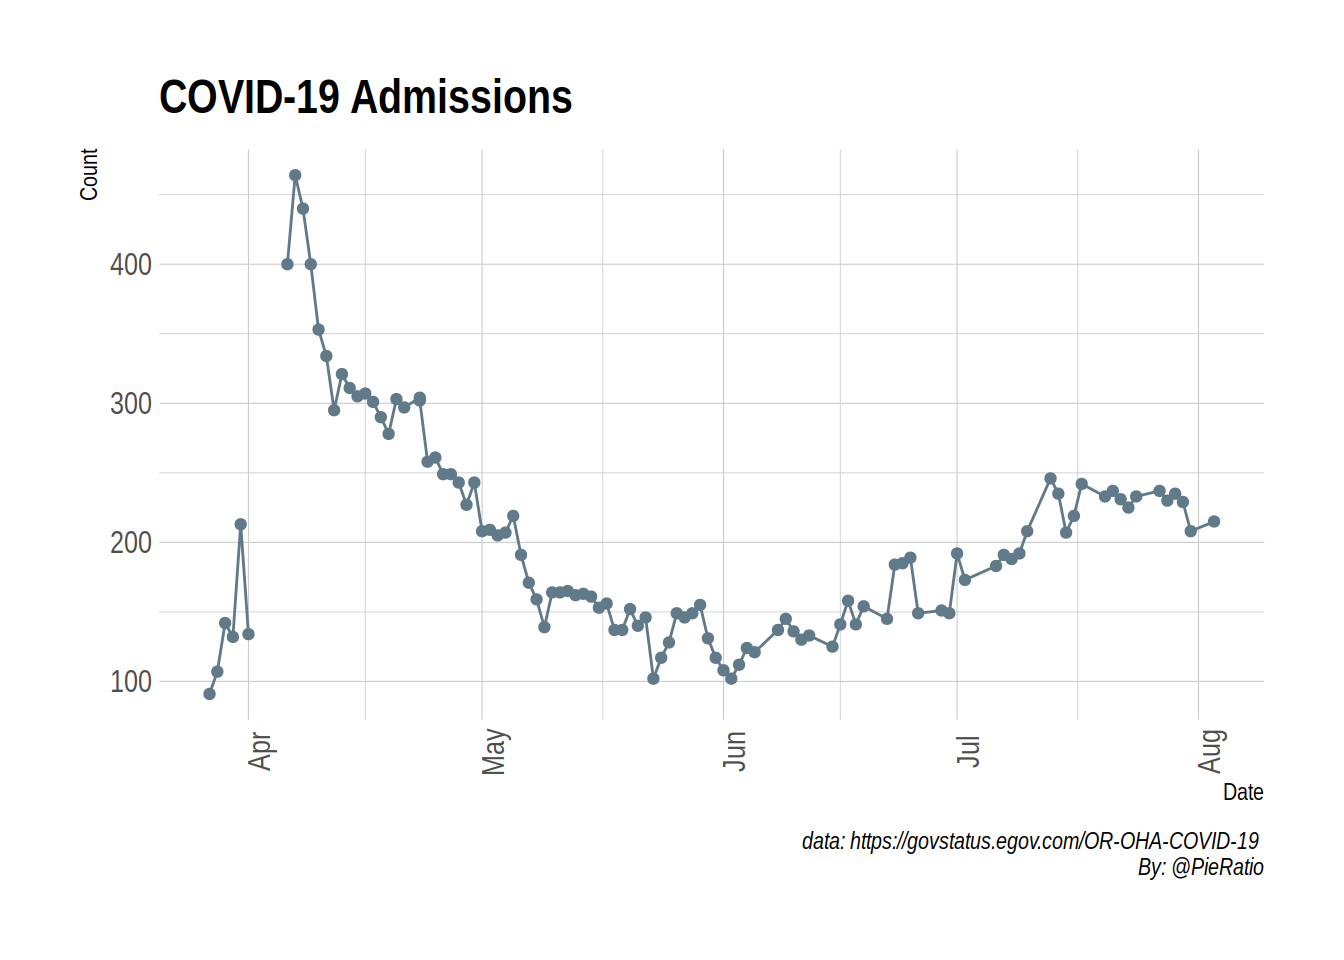 COVID-19 Admissions
Count
400
300
200
100
Apr
May
Jun
Jul
Aug
Date
data: https://govstatus.egov.com/OR-OHA-COVID-19
By: @PieRatio